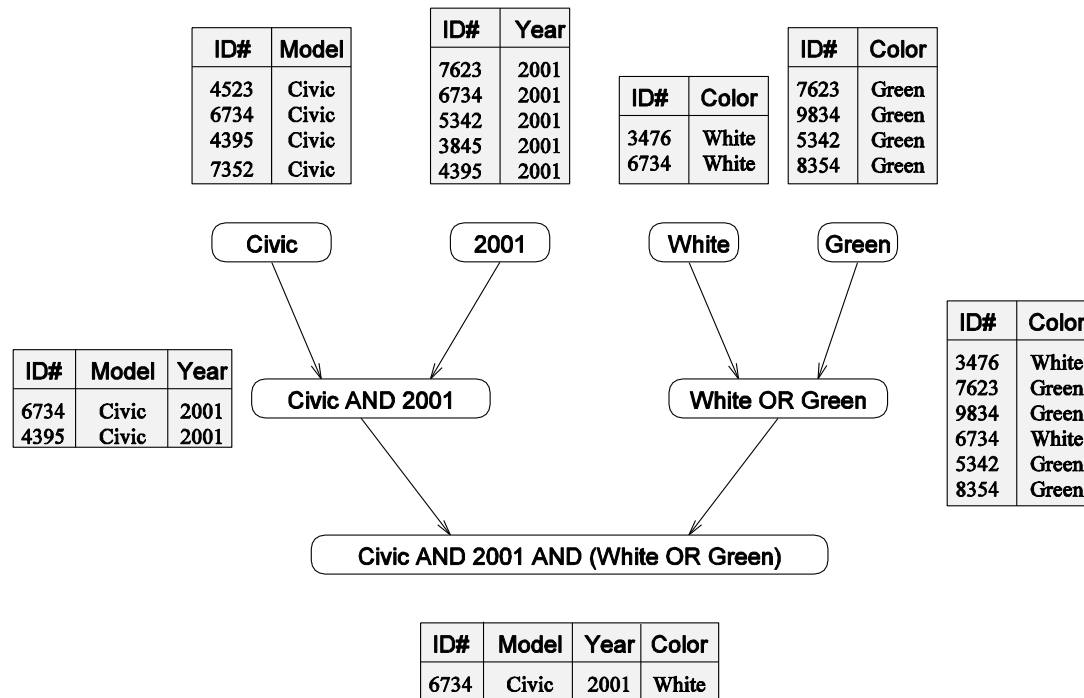 ID# Model
4523 Civic
6734 Civic
4395 Civic
7352 Civic
ID# Year
7623 2001
6734 2001
5342 2001
3845 2001
4395 2001
ID# Color
3476 White
6734 White
ID# Color
7623 Green
9834 Green
5342 Green
8354 Green
Civic
2001
White
Green
ID# Model Year
6734 Civic 2001
4395 Civic 2001
Civic AND 2001
White OR Green
ID# Color
3476 White
7623 Green
9834 Green
6734 White
5342 Green
8354 Green
Civic AND 2001 AND (White OR Green)
ID# Model Year Color
6734 Civic 2001 White